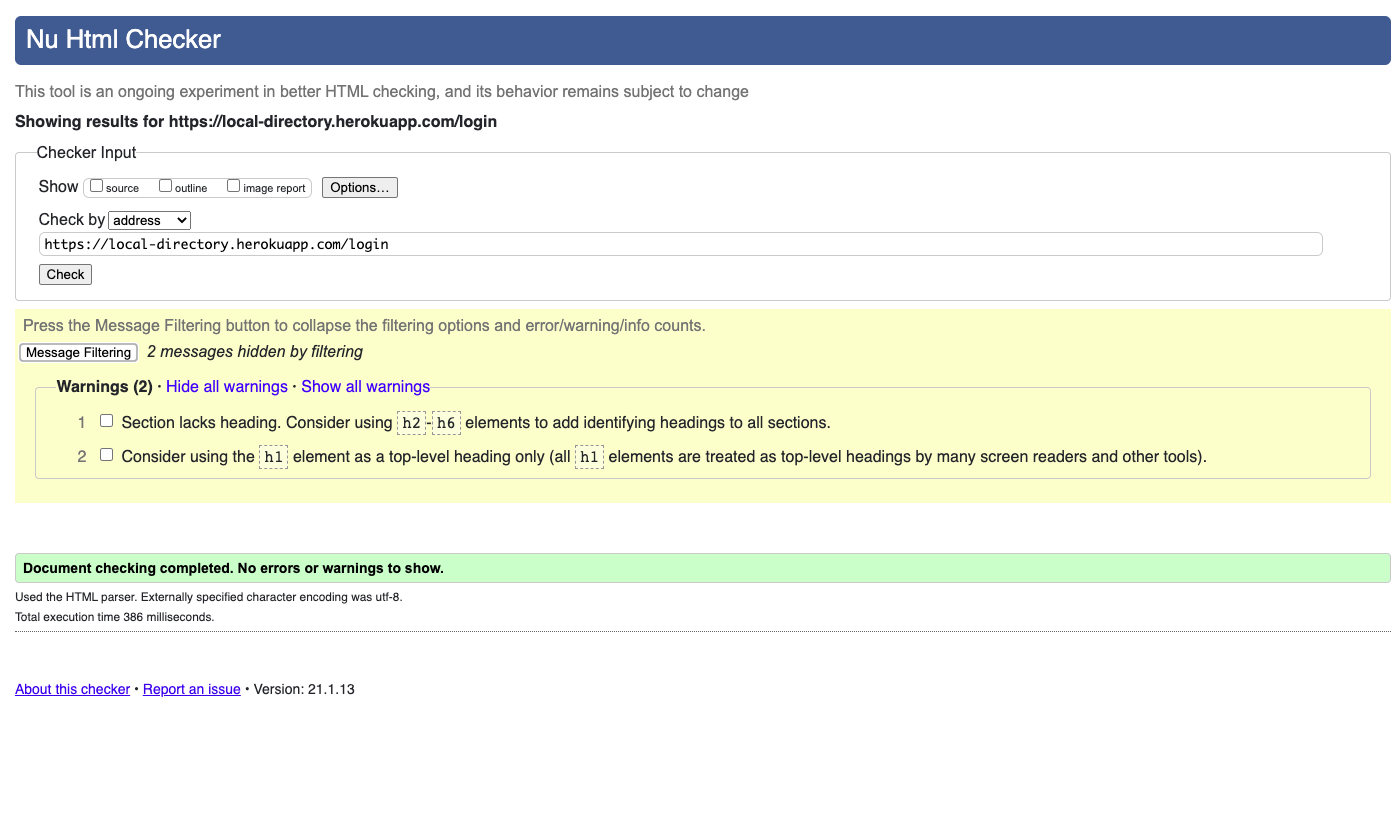 Nu Html Checker
This tool is an ongoing experiment in better HTML checking, and its behavior remains subject to change
Showing results for https://local-directory.herokuapp.com/login
Checker Input
Show source outline image report Options...
Check by address
https://local-directory.herokuapp.com/login
Check
Press the Message Filtering button to collapse the filtering options and error/warning/info counts.
Message Filtering 2 messages hidden by filtering
Warnings (2) · Hide all warnings · Show all warnings
1 Section lacks heading. Consider using h2-h6 elements to add identifying headings to all sections.
2 Consider using the h1 element as a top-level heading only (all h1 elements are treated as top-level headings by many screen readers and other tools).
Document checking completed. No errors or warnings to show.
Used the HTML parser. Externally specified character encoding was utf-8.
Total execution time 386 milliseconds.
About this checker • Report an issue • Version: 21.1.13